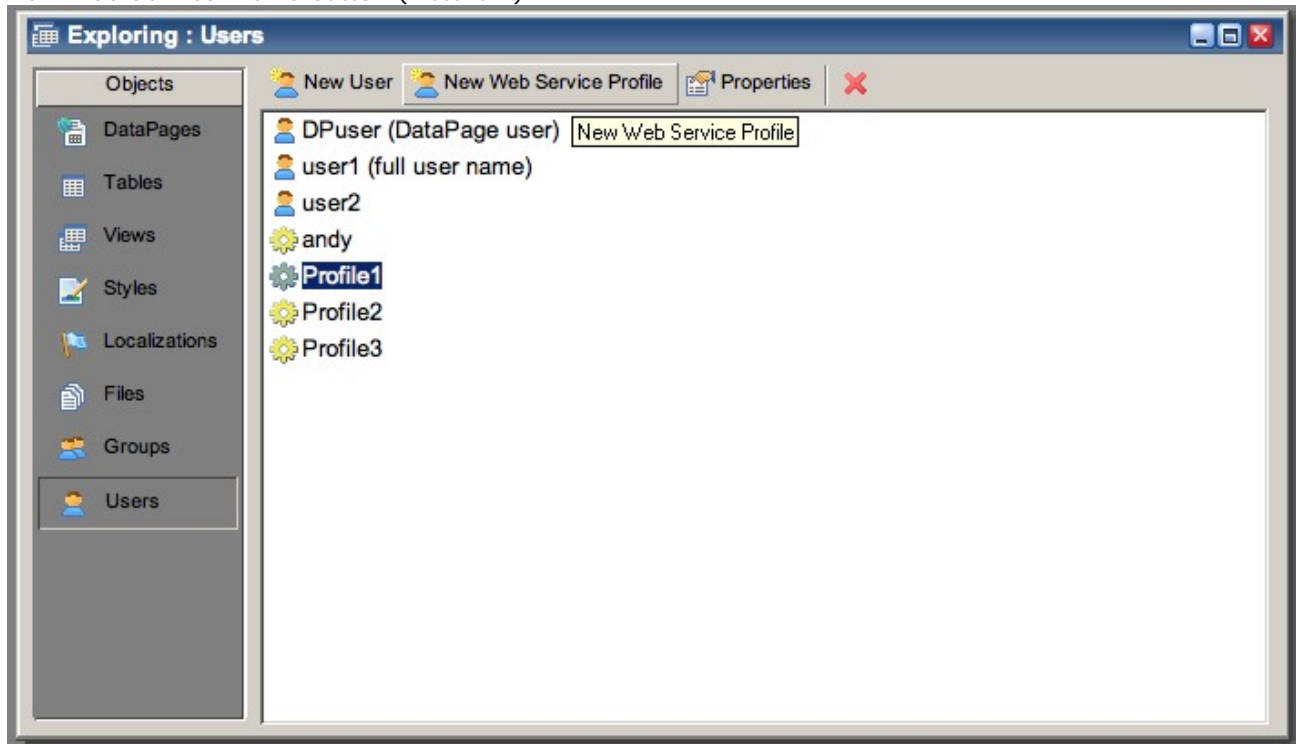 Exploring : Users
Objects
New User
New Web Service Profile
Properties
DataPages
Tables
Views
Styles
Localizations
Files
Groups
Users
DPuser (DataPage user)
New Web Service Profile
user1 (full user name)
user2
andy
Profile1
Profile2
Profile3